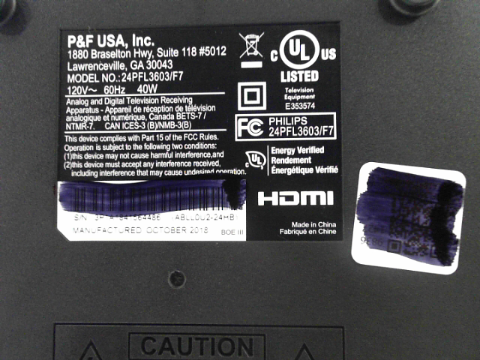 P&F USA, Inc.
1880 Braselton Hwy, Suite 118 #5012
Lawrenceville, GA 30043
MODEL NO.:24PFL3603/F7
120V~ 60Hz 40W
Analog and Digital Television Receiving
Apparatus - Appareil de réception de télévision
analogique et numérique, Canada BETS-7 /
NTMR-7. CAN ICES-3 (B)/NMB-3(B)
This device complies with Part 15 of the FCC Rules.
Operation is subject to the following two conditions:
(1)this device may not cause harmful interference,and
(2)this device must accept any interference received,
including interference that may cause undesired operation.
MANUFACTURED OCTOBER 2018
BOE III
C UL US
LISTED
Television
Equipment
E353574
FC PHILIPS
24PFL3603/F7
UL Energy Verified
Rendement
Énergétique Vérifié
HDMI
Made in China
Fabriqué en Chine
CAUTION